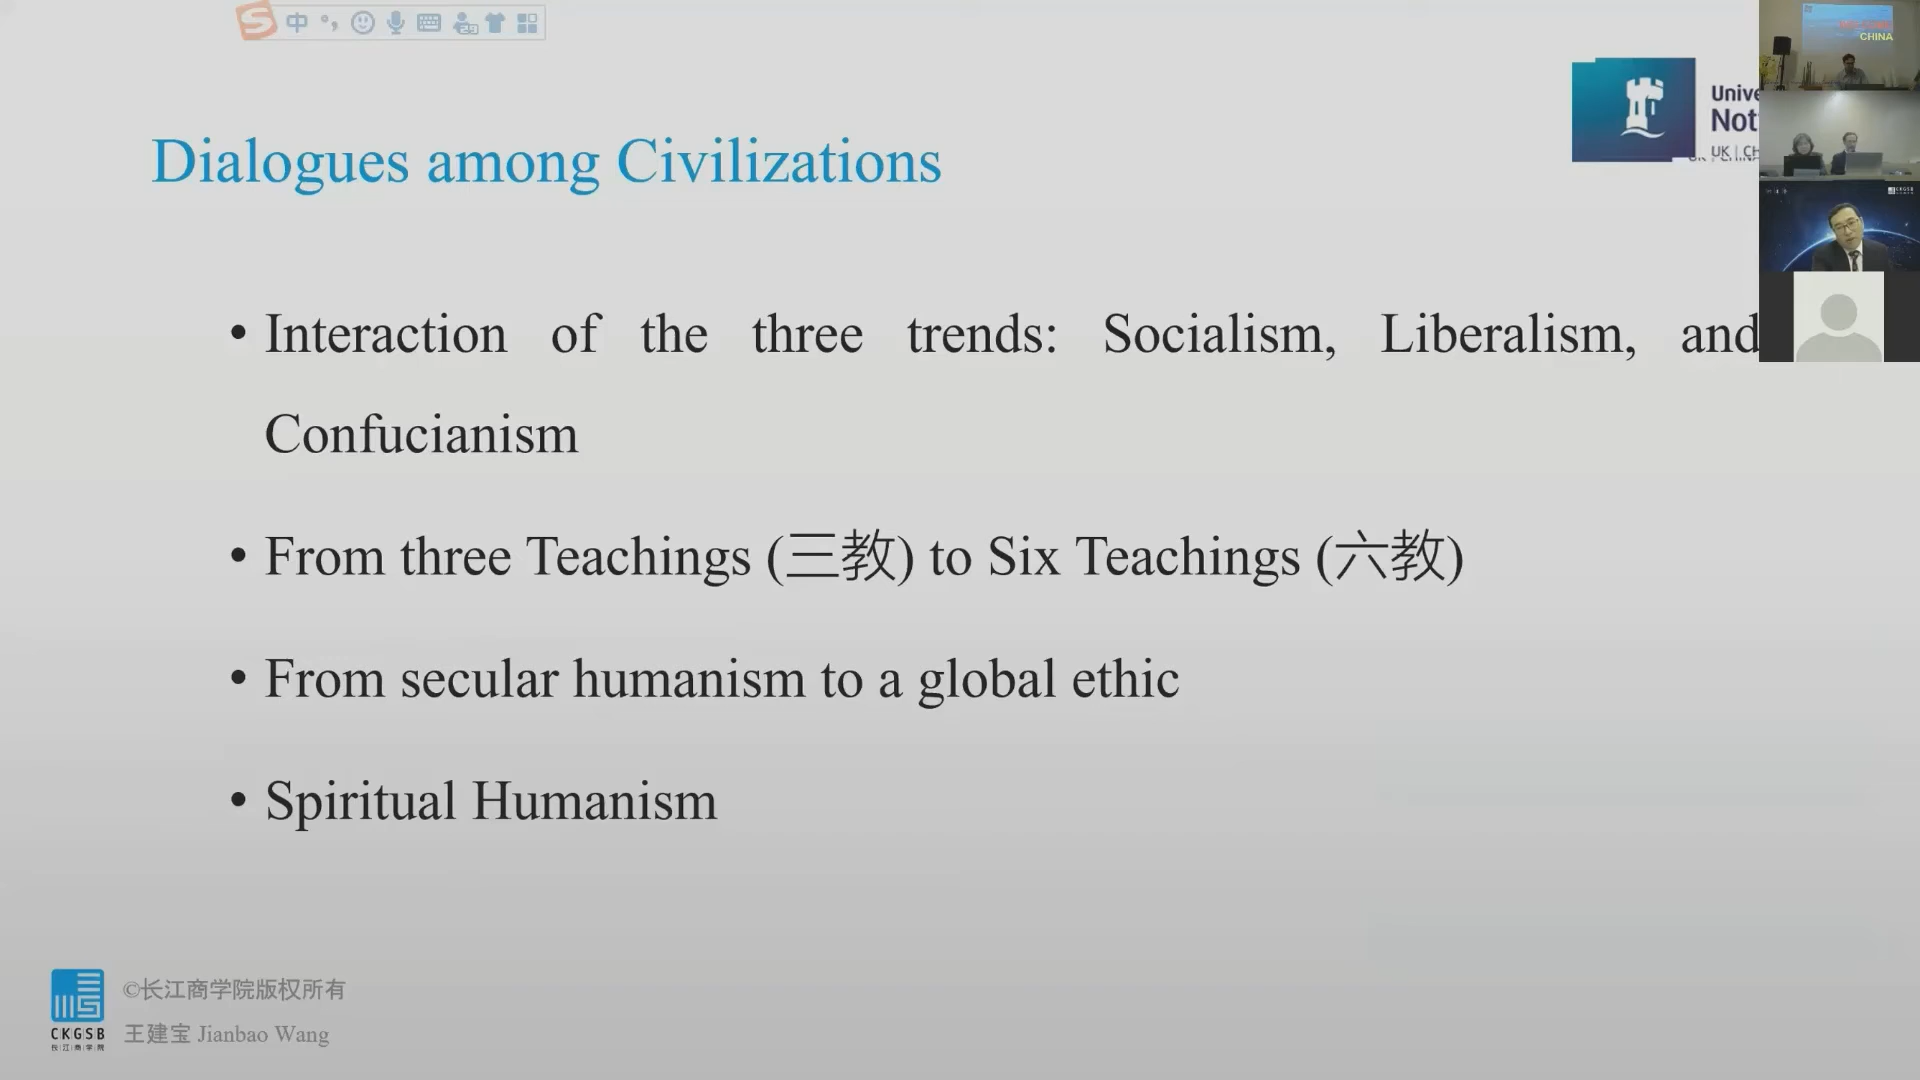 中
CHINA
Dialogues among Civilizations
UK | CH
CKGSB
• Interaction of the three trends: Socialism, Liberalism, and
Confucianism
• From three Teachings (三教) to Six Teachings (六教)
• From secular humanism to a global ethic
• Spiritual Humanism
©长江商学院版权所有
CKGSB
长江商学院
王建宝 Jianbao Wang